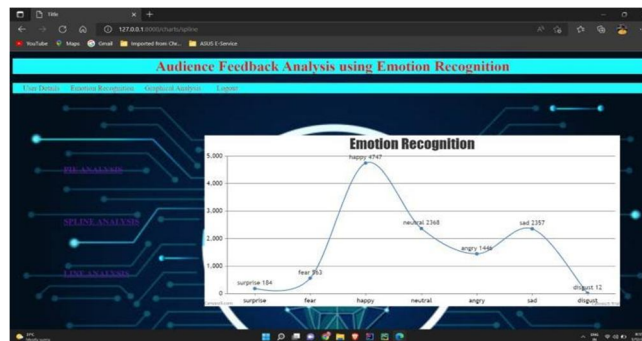 Title
127.0.0.1:8000/charts/spline
YouTube Maps Gmail Imported From Che... ASUS E-Service
Audience Feedback Analysis using Emotion Recognition
User Details Emotion Recognition Graphical Analysis Logout
PIE ANALYSIS
SPLINE ANALYSIS
LINE ANALYSIS
Emotion Recognition
5,000
4,000
3,000
2,000
1,000
0
happy 4747
neutral 2368
sad 2357
angry 1446
fear 563
surprise 184
disgust 12
surprise fear happy neutral angry sad disgust